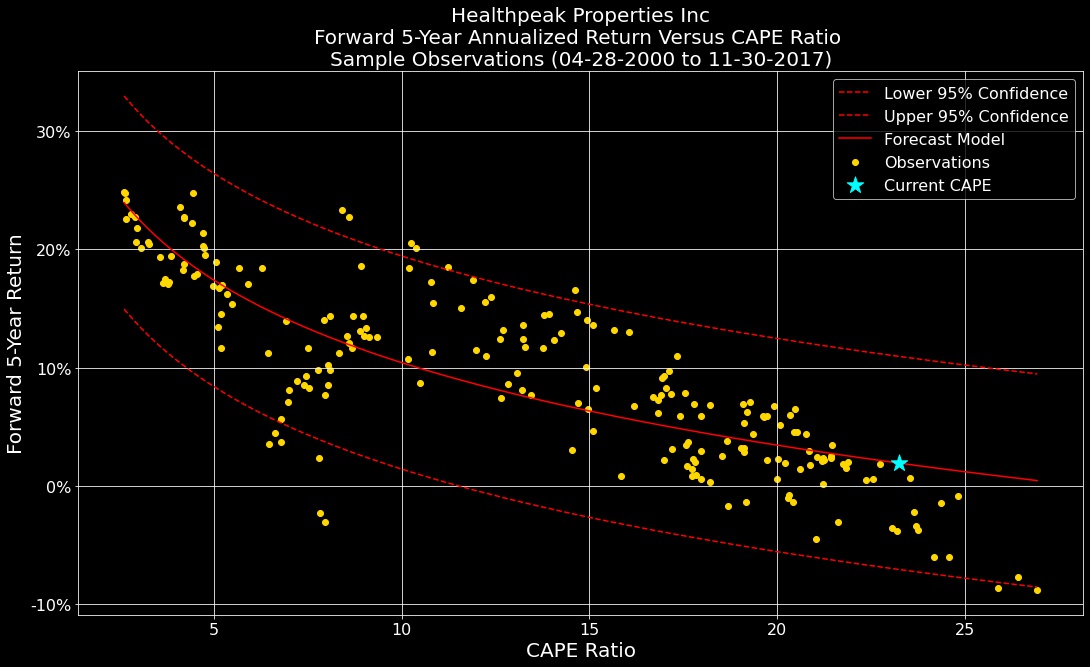 Healthpeak Properties Inc
Forward 5-Year Annualized Return Versus CAPE Ratio
Sample Observations (04-28-2000 to 11-30-2017)
Lower 95% Confidence
Upper 95% Confidence
Forecast Model
Observations
Current CAPE
Forward 5-Year Return
30%
20%
10%
0%
-10%
5
10
15
20
25
CAPE Ratio